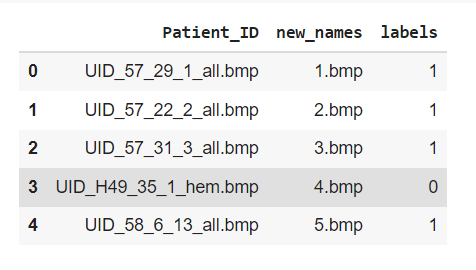 Patient_ID new_names labels
0 UID_57_29_1_all.bmp 1.bmp 1
1 UID_57_22_2_all.bmp 2.bmp 1
2 UID_57_31_3_all.bmp 3.bmp 1
3 UID_H49_35_1_hem.bmp 4.bmp 0
4 UID_58_6_13_all.bmp 5.bmp 1